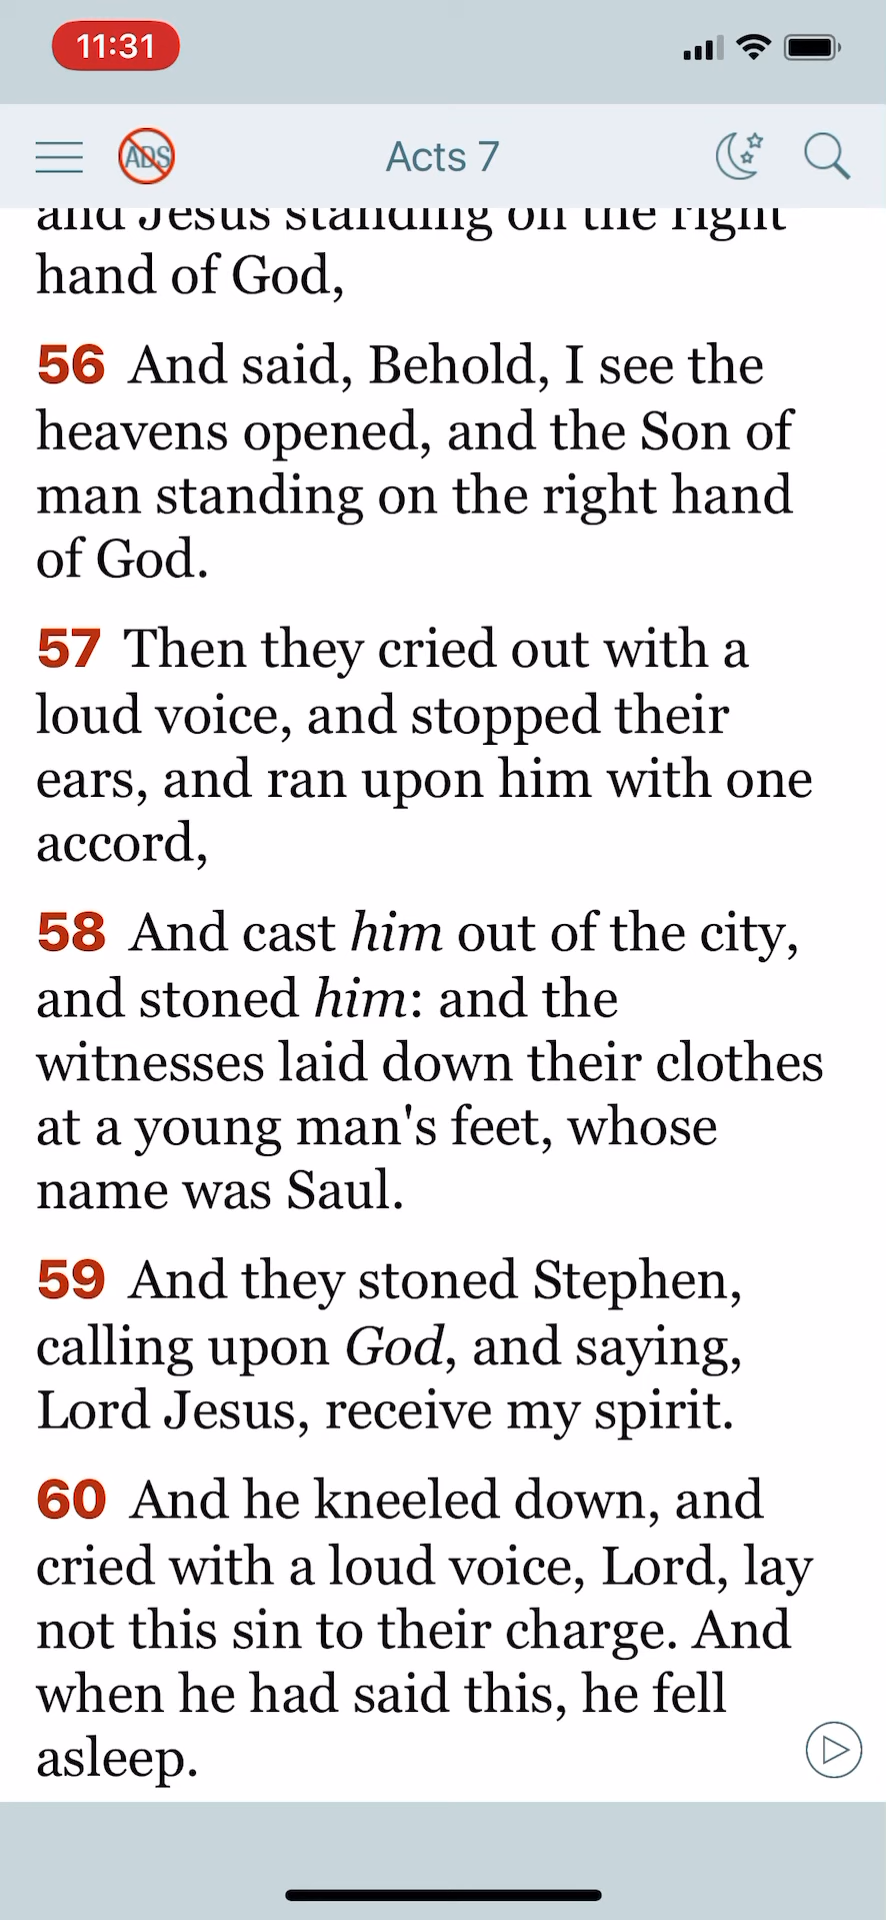 11:31
ADS
Acts 7
and Jesus standing on the right
hand of God,
56 And said, Behold, I see the
heavens opened, and the Son of
man standing on the right hand
of God.
57 Then they cried out with a
loud voice, and stopped their
ears, and ran upon him with one
accord,
58 And cast him out of the city,
and stoned him: and the
witnesses laid down their clothes
at a young man's feet, whose
name was Saul.
59 And they stoned Stephen,
calling upon God, and saying,
Lord Jesus, receive my spirit.
60 And he kneeled down, and
cried with a loud voice, Lord, lay
not this sin to their charge. And
when he had said this, he fell
asleep.